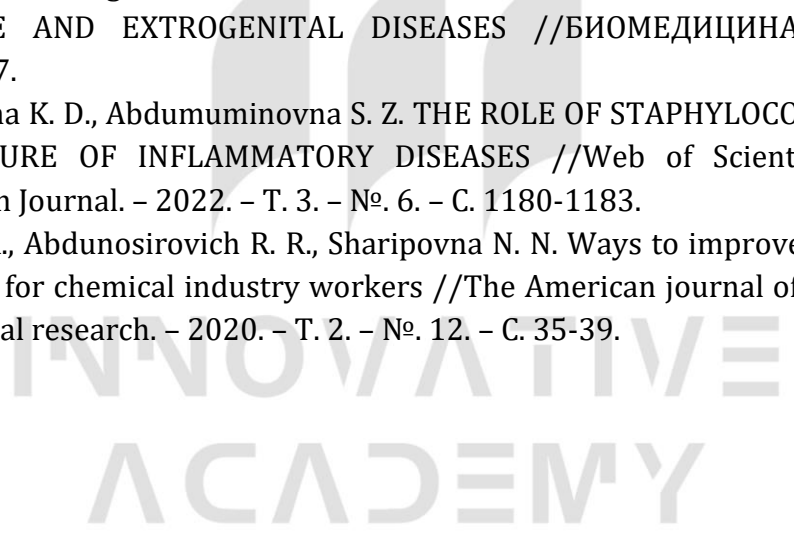 E AND EXTROGENITAL DISEASES //БИОМЕДИЦИНА
7.
na K. D., Abdumuminovna S. Z. THE ROLE OF STAPHYLOCO
URE OF INFLAMMATORY DISEASES //Web of Scient
n Journal. – 2022. – Т. 3. – №. 6. – С. 1180-1183.
., Abdunosirovich R. R., Sharipovna N. N. Ways to improve
for chemical industry workers //The American journal of
al research. – 2020. – Т. 2. – №. 12. – С. 35-39.
INNOVATIVE
ACADEMY